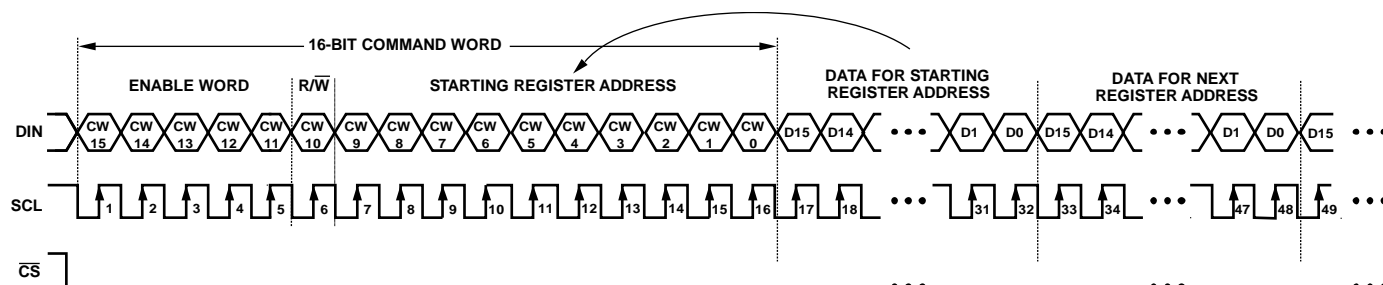 16-BIT COMMAND WORD
ENABLE WORD R/W̅ STARTING REGISTER ADDRESS DATA FOR STARTING REGISTER ADDRESS DATA FOR NEXT REGISTER ADDRESS
DIN CW 15 CW 14 CW 13 CW 12 CW 11 CW 10 CW 9 CW 8 CW 7 CW 6 CW 5 CW 4 CW 3 CW 2 CW 1 CW 0 D15 D14 ••• D1 D0 D15 D14 ••• D1 D0 D15 •••
SCL 1 2 3 4 5 6 7 8 9 10 11 12 13 14 15 16 17 18 ••• 31 32 33 34 ••• 47 48 49 •••
C̅S̅ ••• ••• •••